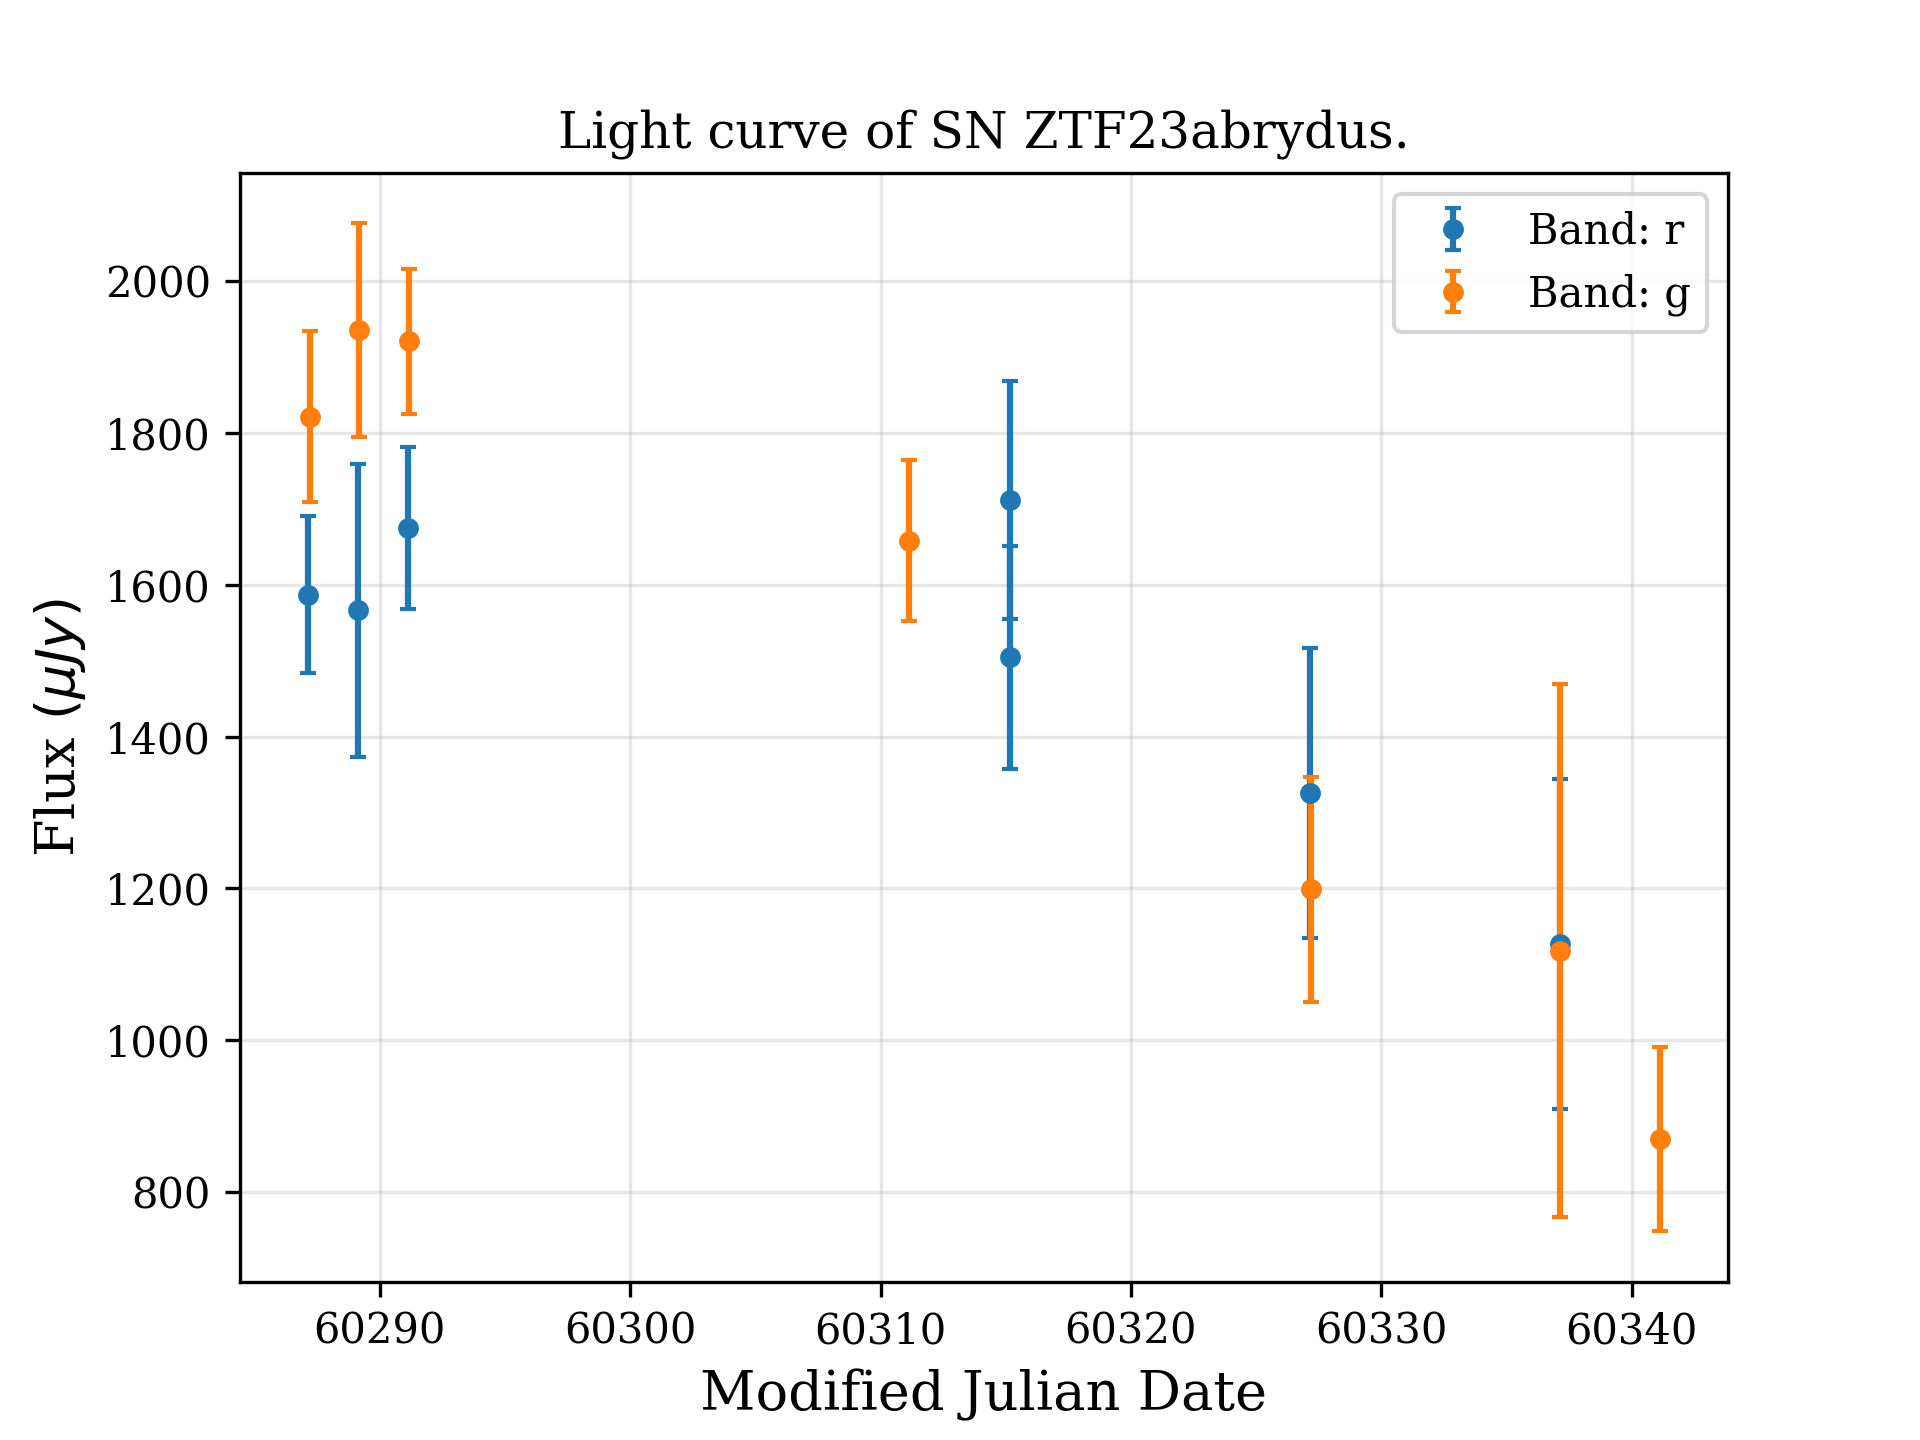 Light curve of SN ZTF23abrydus.
Band: r
Band: g
2000
1800
1600
1400
1200
1000
800
Flux (μJy)
60290 60300 60310 60320 60330 60340
Modified Julian Date